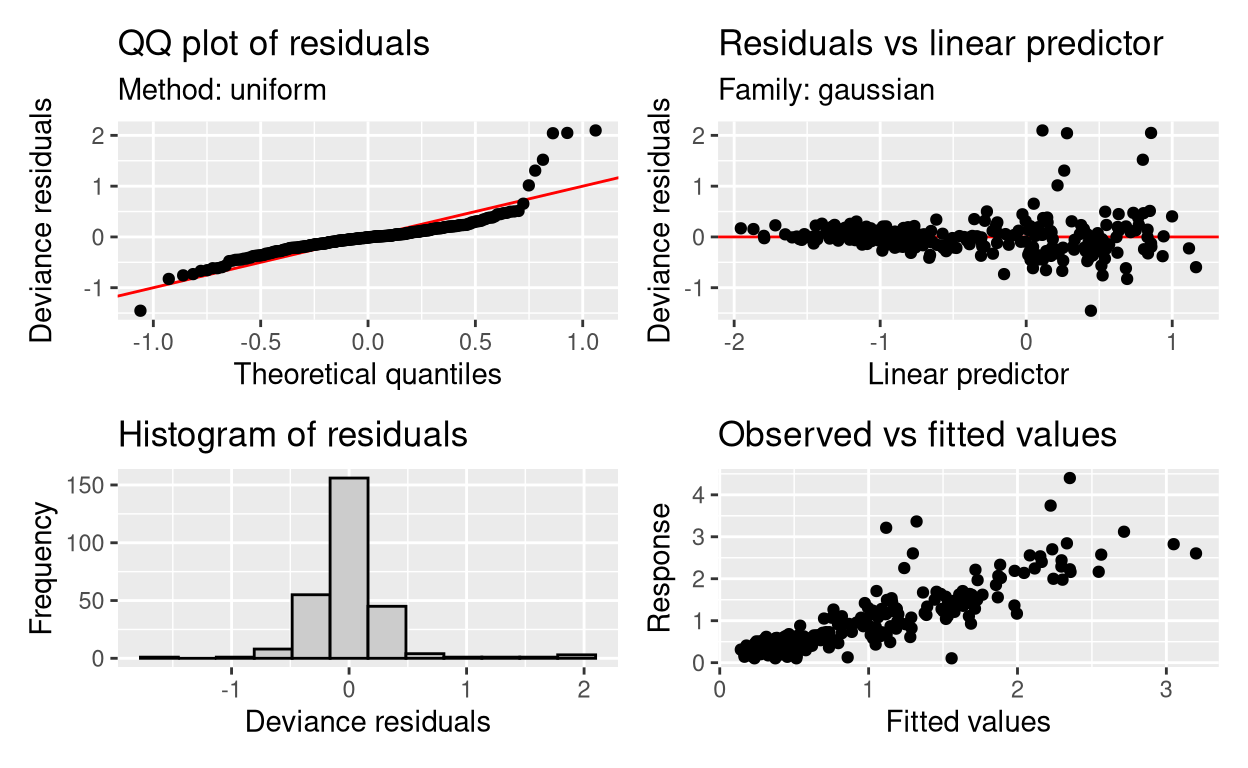 QQ plot of residuals
Method: uniform
Deviance residuals
2
1
0
-1
-1.0 -0.5 0.0 0.5 1.0
Theoretical quantiles
Residuals vs linear predictor
Family: gaussian
Deviance residuals
2
1
0
-1
-2 -1 0 1
Linear predictor
Histogram of residuals
Frequency
150
100
50
0
-1 0 1 2
Deviance residuals
Observed vs fitted values
Response
4
3
2
1
0
0 1 2 3
Fitted values